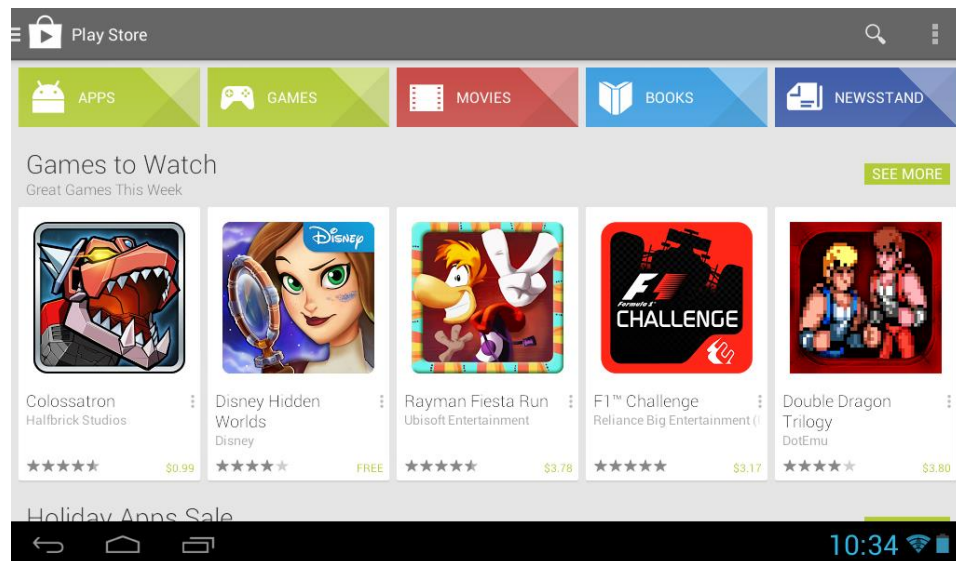 Play Store
APPS
GAMES
MOVIES
BOOKS
NEWSSTAND
Games to Watch
Great Games This Week
SEE MORE
Disney
F1
Formula 1™
CHALLENGE
Colossatron
Halfbrick Studios
$0.99
Disney Hidden
Worlds
Disney
FREE
Rayman Fiesta Run
Ubisoft Entertainment
$3.78
F1™ Challenge
Reliance Big Entertainment (
$3.17
Double Dragon
Trilogy
DotEmu
$3.80
Holiday Apps Sale
10:34